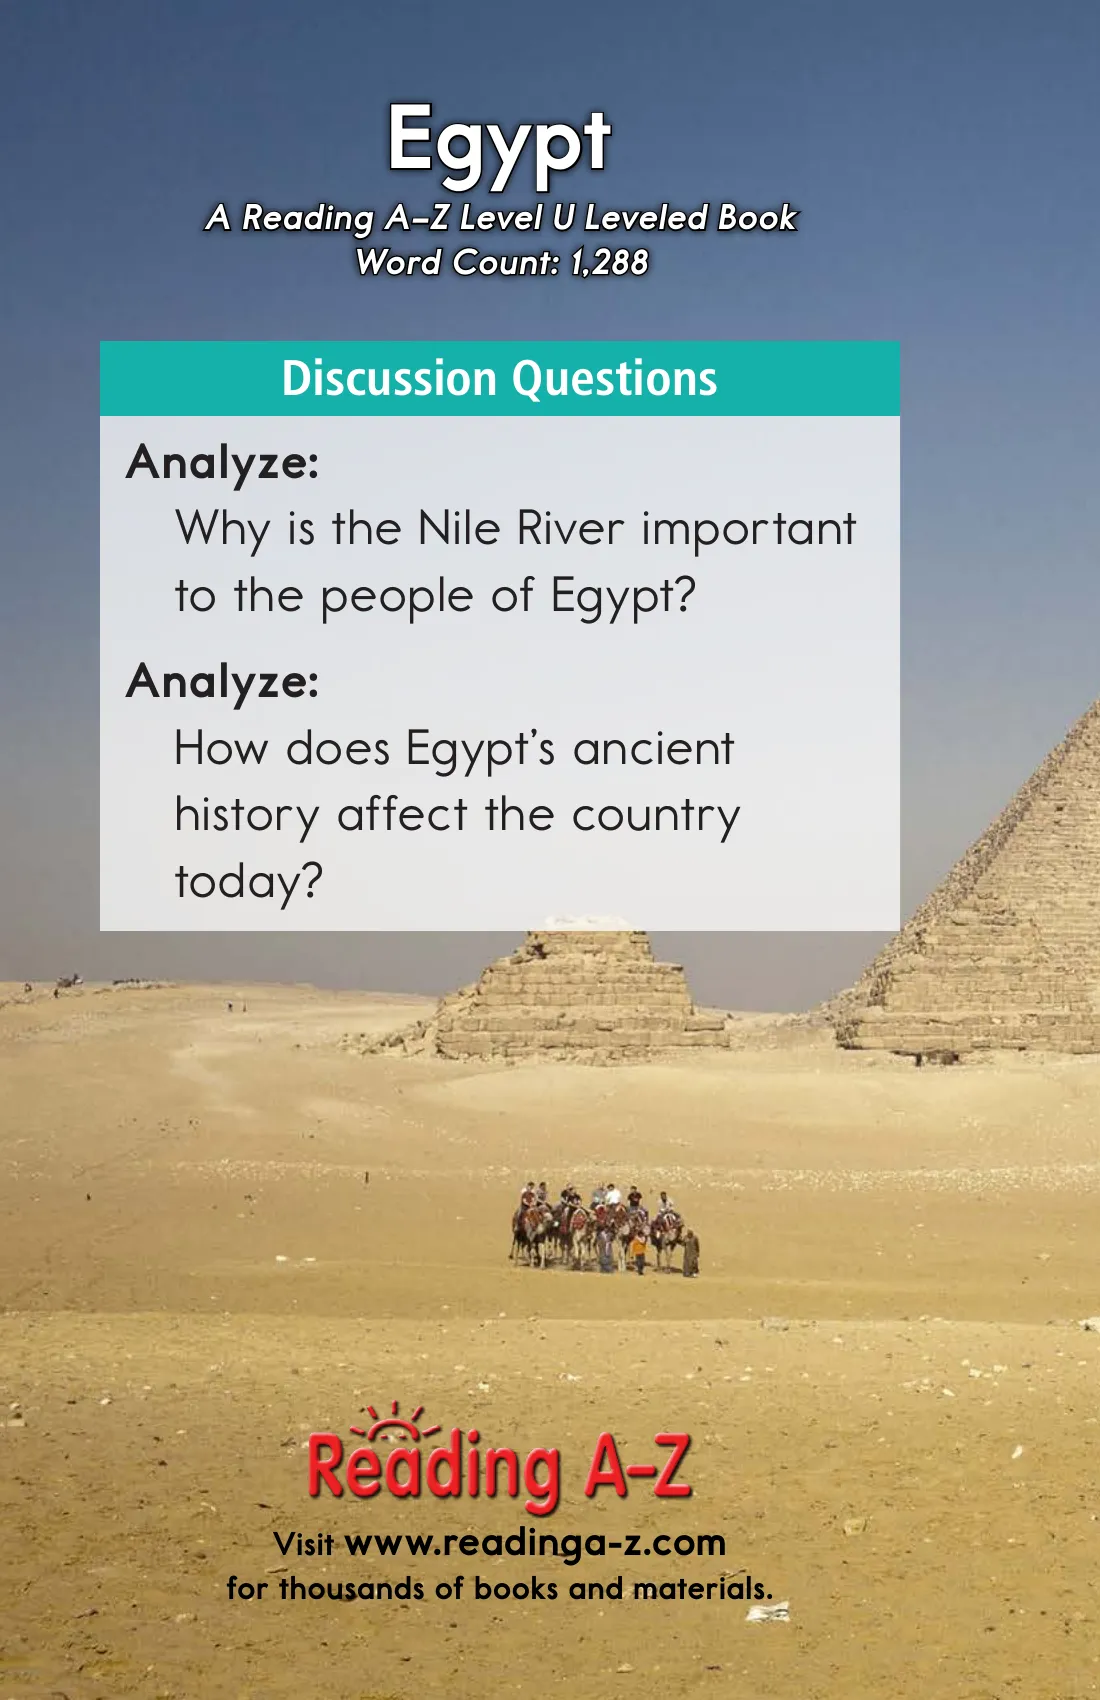 Egypt
A Reading A–Z Level U Leveled Book
Word Count: 1,288
Discussion Questions
Analyze:
Why is the Nile River important
to the people of Egypt?
Analyze:
How does Egypt’s ancient
history affect the country
today?
Reading A–Z
Visit www.readinga-z.com
for thousands of books and materials.